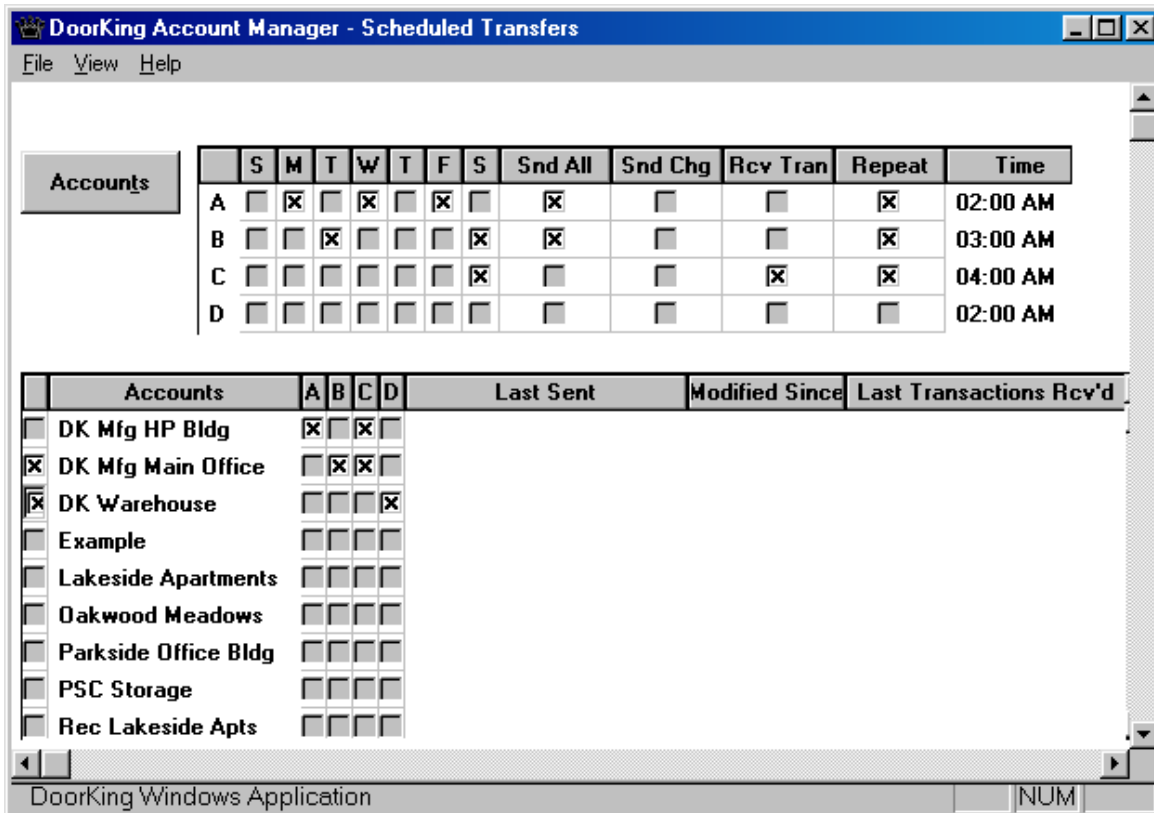 DoorKing Account Manager - Scheduled Transfers
File View Help
Accounts
S M T W T F S Snd All Snd Chg Rcv Tran Repeat Time
A 02:00 AM
B 03:00 AM
C 04:00 AM
D 02:00 AM
Accounts A B C D Last Sent Modified Since Last Transactions Rcv'd
DK Mfg HP Bldg
DK Mfg Main Office
DK Warehouse
Example
Lakeside Apartments
Oakwood Meadows
Parkside Office Bldg
PSC Storage
Rec Lakeside Apts
DoorKing Windows Application NUM